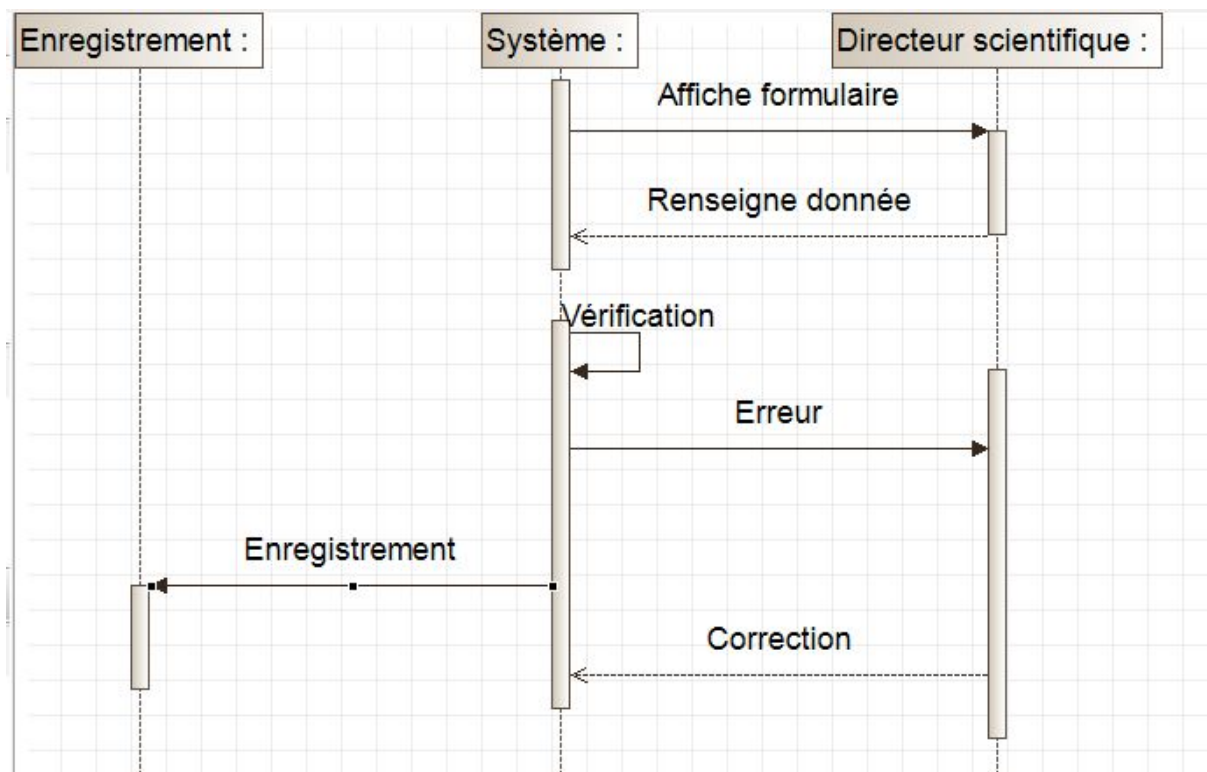 Enregistrement :
Système :
Directeur scientifique :
Affiche formulaire
Renseigne donnée
Vérification
Erreur
Enregistrement
Correction